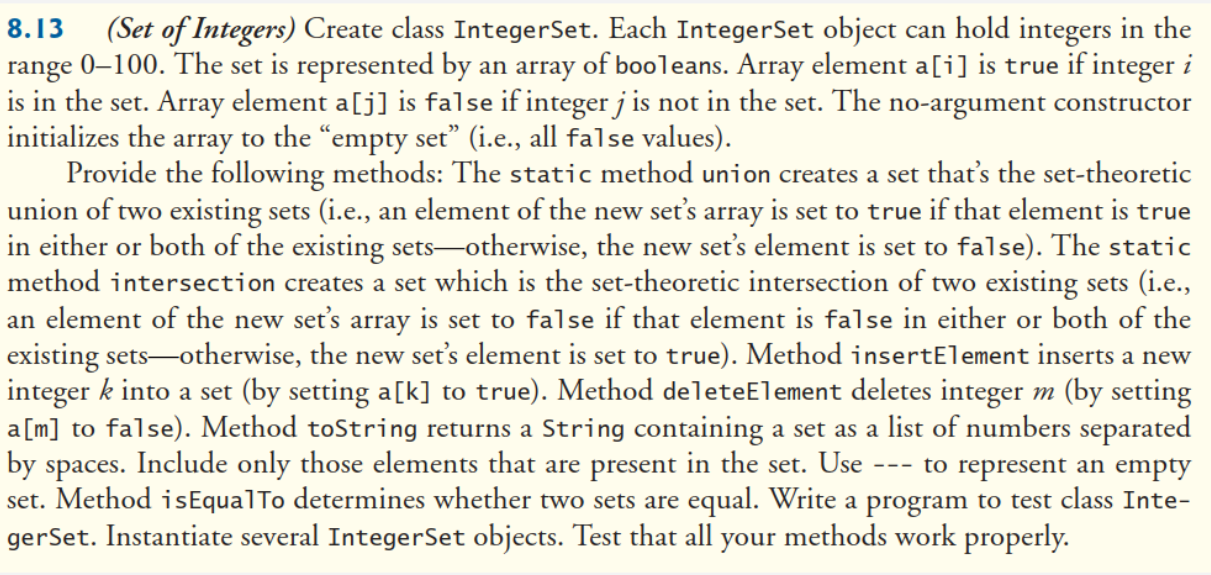 8.13 (Set of Integers) Create class IntegerSet. Each IntegerSet object can hold integers in the
range 0–100. The set is represented by an array of booleans. Array element a[i] is true if integer i
is in the set. Array element a[j] is false if integer j is not in the set. The no-argument constructor
initializes the array to the “empty set” (i.e., all false values).
Provide the following methods: The static method union creates a set that’s the set-theoretic
union of two existing sets (i.e., an element of the new set’s array is set to true if that element is true
in either or both of the existing sets—otherwise, the new set’s element is set to false). The static
method intersection creates a set which is the set-theoretic intersection of two existing sets (i.e.,
an element of the new set’s array is set to false if that element is false in either or both of the
existing sets—otherwise, the new set’s element is set to true). Method insertElement inserts a new
integer k into a set (by setting a[k] to true). Method deleteElement deletes integer m (by setting
a[m] to false). Method toString returns a String containing a set as a list of numbers separated
by spaces. Include only those elements that are present in the set. Use --- to represent an empty
set. Method isEqualTo determines whether two sets are equal. Write a program to test class Inte-
gerSet. Instantiate several IntegerSet objects. Test that all your methods work properly.